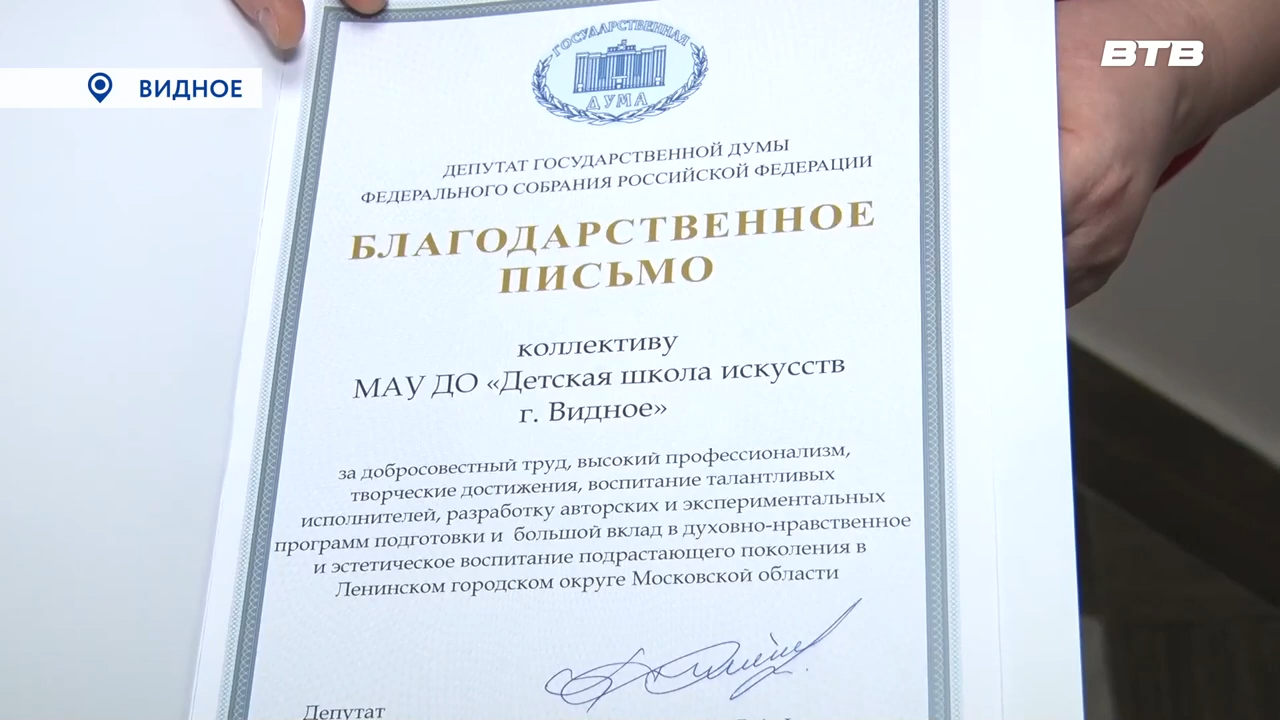 ВИДНОЕ
ВТВ
ГОСУДАРСТВЕННАЯ
ДУМА
ДЕПУТАТ ГОСУДАРСТВЕННОЙ ДУМЫ
ФЕДЕРАЛЬНОГО СОБРАНИЯ РОССИЙСКОЙ ФЕДЕРАЦИИ
БЛАГОДАРСТВЕННОЕ
ПИСЬМО
коллективу
МАУ ДО «Детская школа искусств
г. Видное»
за добросовестный труд, высокий профессионализм,
творческие достижения, воспитание талантливых
исполнителей, разработку авторских и экспериментальных
программ подготовки и большой вклад в духовно-нравственное
и эстетическое воспитание подрастающего поколения в
Ленинском городском округе Московской области
Депутат